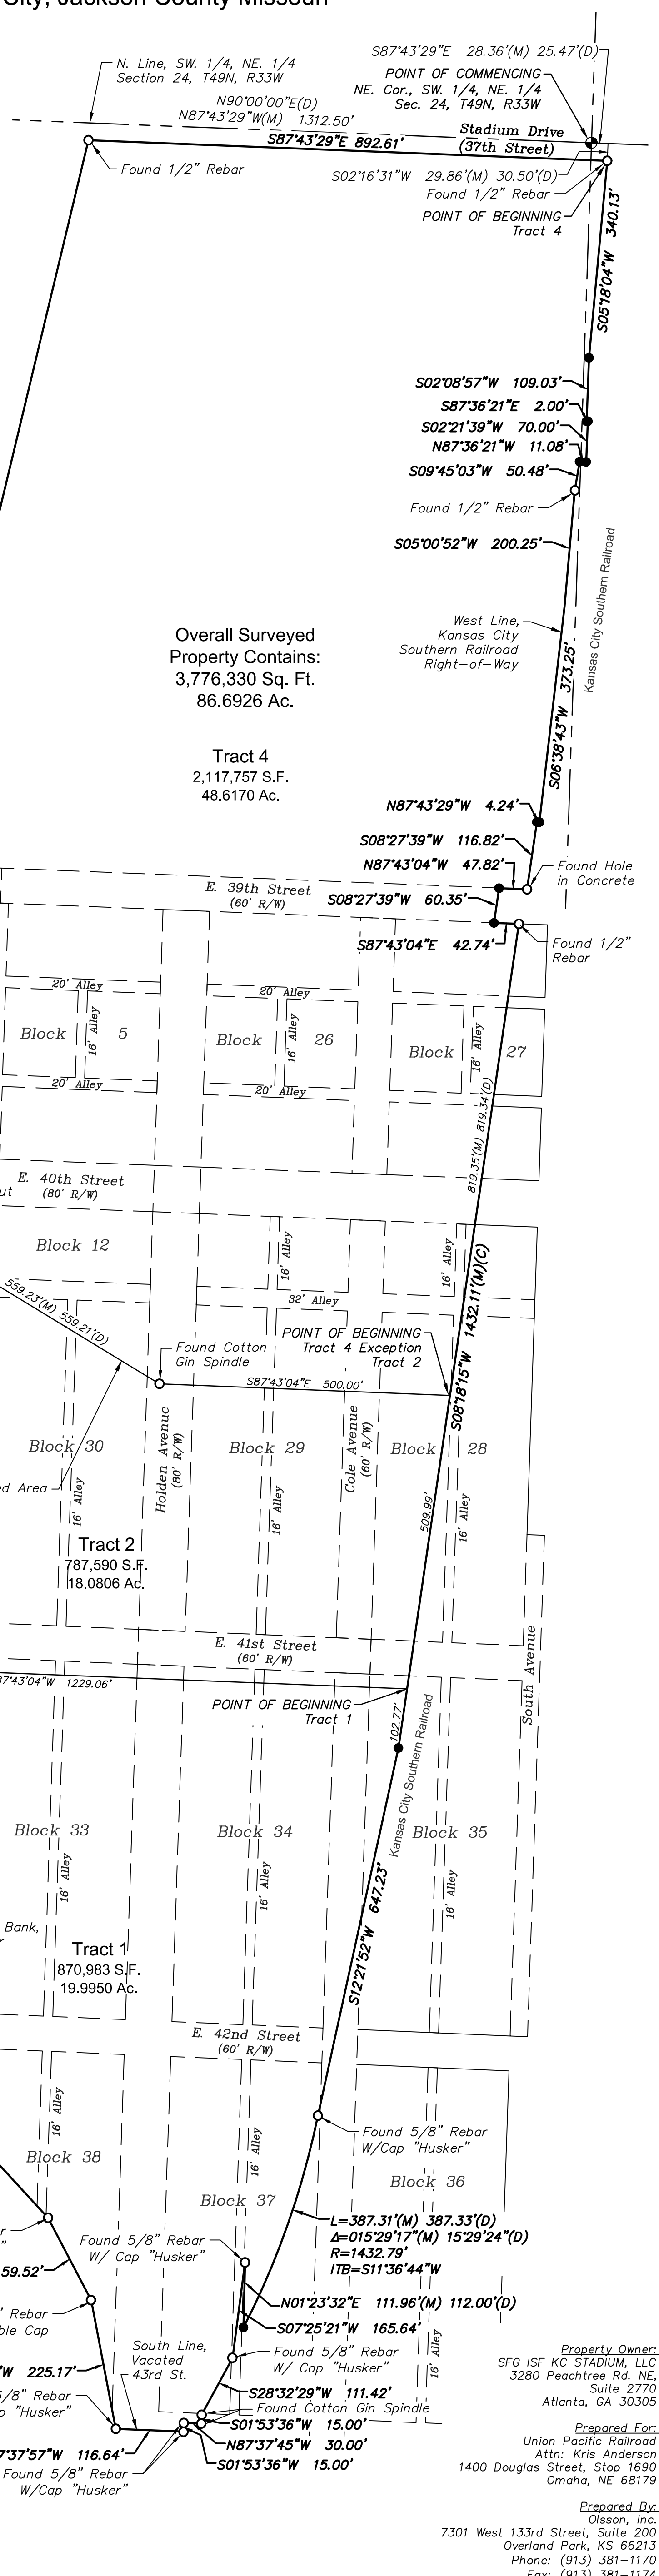 City, Jackson County Missouri
N. Line, SW. 1/4, NE. 1/4
Section 24, T49N, R33W
S87°43'29"E 28.36'(M) 25.47'(D)
POINT OF COMMENCING
NE. Cor., SW. 1/4, NE. 1/4
Sec. 24, T49N, R33W
N90°00'00"E(D)
N87°43'29"W(M) 1312.50'
Stadium Drive
(37th Street)
S87°43'29"E 892.61'
Found 1/2" Rebar
S02°16'31"W 29.86'(M) 30.50'(D)
Found 1/2" Rebar
POINT OF BEGINNING
Tract 4
S05°18'04"W 340.13'
S02°08'57"W 109.03'
S87°36'21"E 2.00'
S02°21'39"W 70.00'
N87°36'21"W 11.08'
S09°45'03"W 50.48'
Found 1/2" Rebar
S05°00'52"W 200.25'
Kansas City Southern Railroad
West Line,
Kansas City
Southern Railroad
Right-of-Way
Overall Surveyed
Property Contains:
3,776,330 Sq. Ft.
86.6926 Ac.
S06°38'43"W 373.25'
Tract 4
2,117,757 S.F.
48.6170 Ac.
N87°43'29"W 4.24'
S08°27'39"W 116.82'
N87°43'04"W 47.82'
Found Hole
in Concrete
E. 39th Street
(60' R/W)
S08°27'39"W 60.35'
S87°43'04"E 42.74'
Found 1/2"
Rebar
20' Alley
20' Alley
Block 5
16' Alley
Block 26
16' Alley
Block 27
16' Alley
20' Alley
20' Alley
819.35'(M) 819.34'(D)
E. 40th Street
(80' R/W)
ut
Block 12
16' Alley
16' Alley
32' Alley
559.23'(M) 559.21'(D)
POINT OF BEGINNING
Tract 4 Exception
Tract 2
S08°18'15"W 1432.11'(M)(C)
Found Cotton
Gin Spindle
S87°43'04"E 500.00'
Holden Avenue
(80' R/W)
Cole Avenue
(60' R/W)
Block 30
Block 29
Block 28
ed Area
16' Alley
16' Alley
16' Alley
509.99'
Tract 2
787,590 S.F.
18.0806 Ac.
E. 41st Street
(60' R/W)
South Avenue
87°43'04"W 1229.06'
POINT OF BEGINNING
Tract 1
102.77'
Kansas City Southern Railroad
Block 33
Block 34
Block 35
16' Alley
16' Alley
16' Alley
S12°21'52"W 647.23'
Bank,
Tract 1
870,983 S.F.
19.9950 Ac.
E. 42nd Street
(60' R/W)
16' Alley
16' Alley
Found 5/8" Rebar
W/Cap "Husker"
Block 38
Block 36
Block 37
L=387.31'(M) 387.33'(D)
Δ=015°29'17"(M) 15°29'24"(D)
R=1432.79'
ITB=S11°36'44"W
Found 5/8" Rebar
W/ Cap "Husker"
59.52'
N01°23'32"E 111.96'(M) 112.00'(D)
S07°25'21"W 165.64'
" Rebar
ble Cap
South Line,
Vacated
43rd St.
Found 5/8" Rebar
W/ Cap "Husker"
16' Alley
"W 225.17'
S28°32'29"W 111.42'
5/8" Rebar
p "Husker"
Found Cotton Gin Spindle
S01°53'36"W 15.00'
N87°37'45"W 30.00'
7°37'57"W 116.64'
S01°53'36"W 15.00'
Found 5/8" Rebar
W/Cap "Husker"
Property Owner:
SFG ISF KC STADIUM, LLC
3280 Peachtree Rd. NE,
Suite 2770
Atlanta, GA 30305
Prepared For:
Union Pacific Railroad
Attn: Kris Anderson
1400 Douglas Street, Stop 1690
Omaha, NE 68179
Prepared By:
Olsson, Inc.
7301 West 133rd Street, Suite 200
Overland Park, KS 66213
Phone: (913) 381-1170
Fax: (913) 381-1174